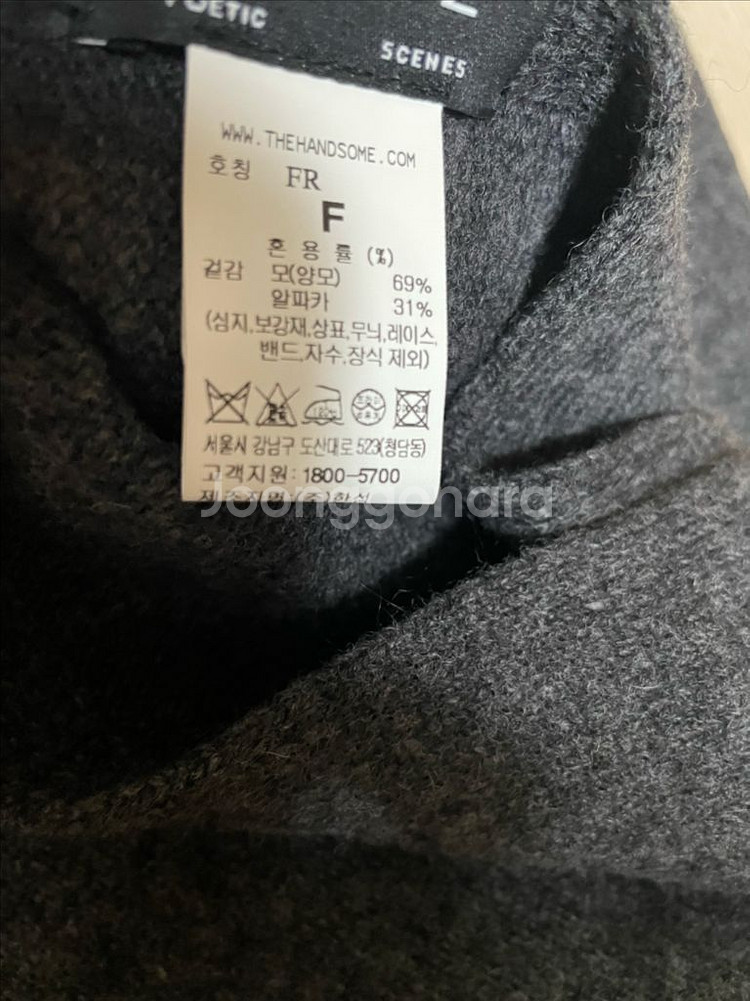 POETIC
SCENES
WWW.THEHANDSOME.COM
호칭 FR
F
혼용률 (%)
겉감 모(양모) 69%
알파카 31%
(심지,보강재,상표,무늬,레이스,
밴드,자수,장식 제외)
서울시 강남구 도산대로 523(청담동)
고객지원: 1800-5700
Joonggonara